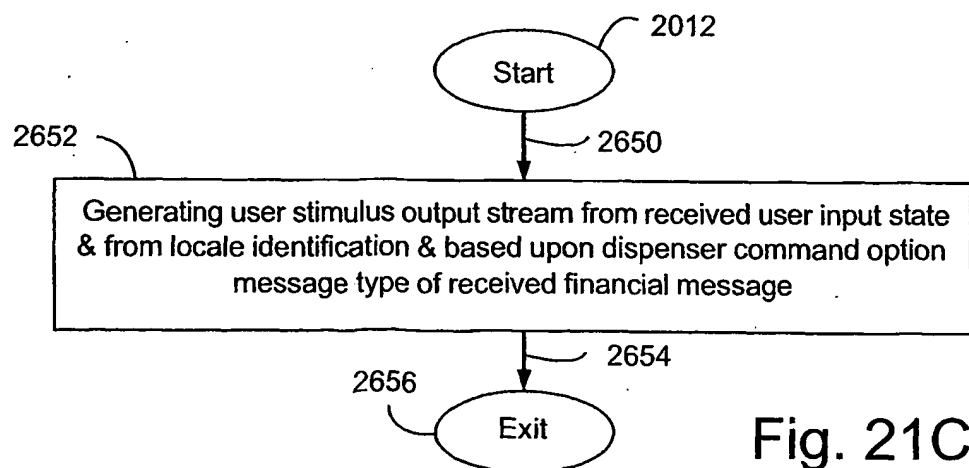 2012
Start
2650
2652
Generating user stimulus output stream from received user input state
& from locale identification & based upon dispenser command option
message type of received financial message
2654
2656
Exit
Fig. 21C